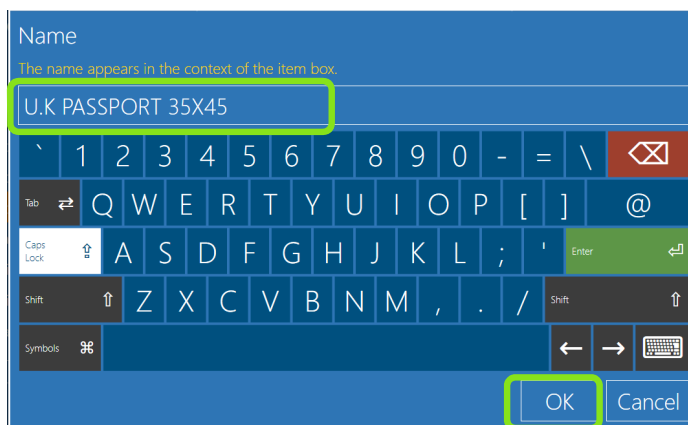 Name
The name appears in the context of the item box.
U.K PASSPORT 35X45
` 1 2 3 4 5 6 7 8 9 0 - = \
Tab Q W E R T Y U I O P [ ] @
Caps Lock A S D F G H J K L ; ' Enter
Shift Z X C V B N M , . / Shift
Symbols ⌘ ← →
OK Cancel